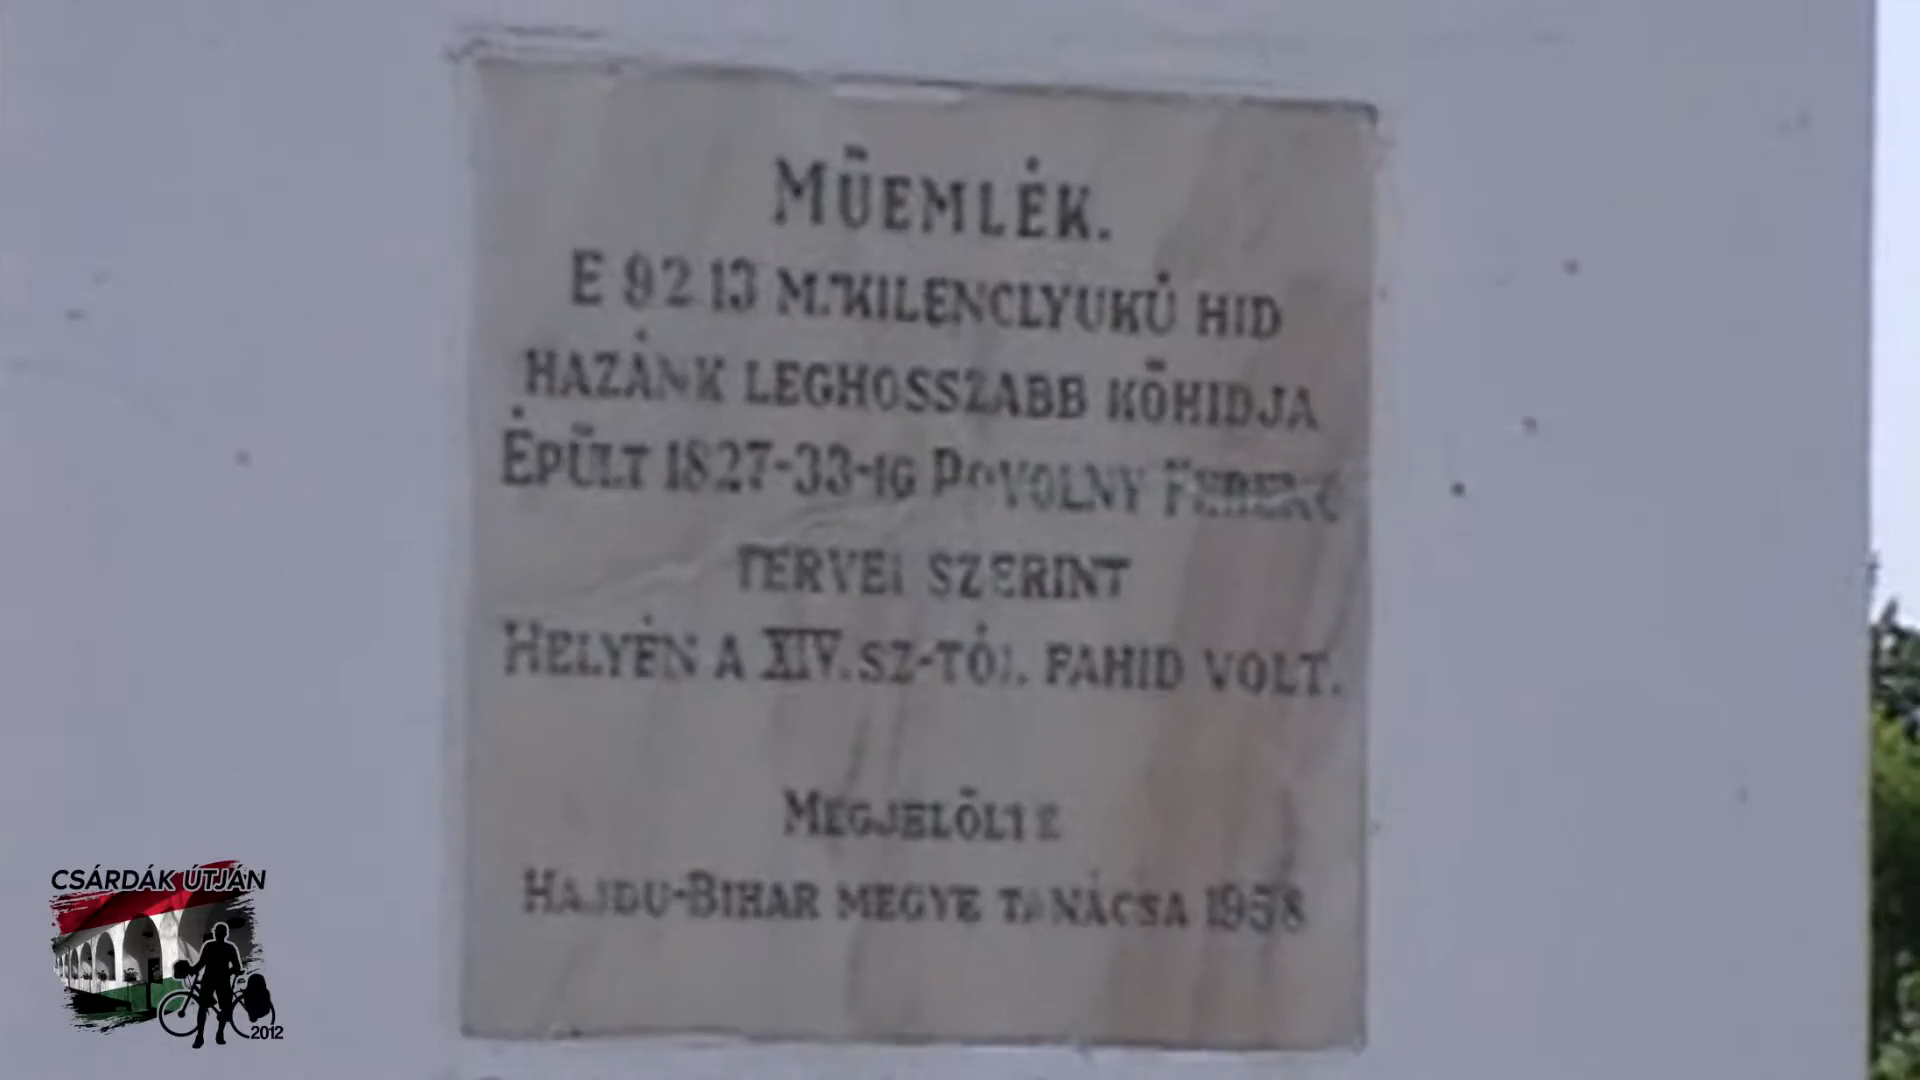 MŰEMLÉK.
E 92 13 M. KILENCLYUKÚ HID
HAZÁNK LEGHOSSZABB KŐHIDJA
ÉPÜLT 1827-33-IG POVOLNY FERENC
TERVEI SZERINT
HELYÉN A XIV. SZ-TÓL FAHID VOLT.
MEGJELÖLTE
HAJDU-BIHAR MEGYE TANÁCSA 1958
CSÁRDÁK ÚTJÁN
2012